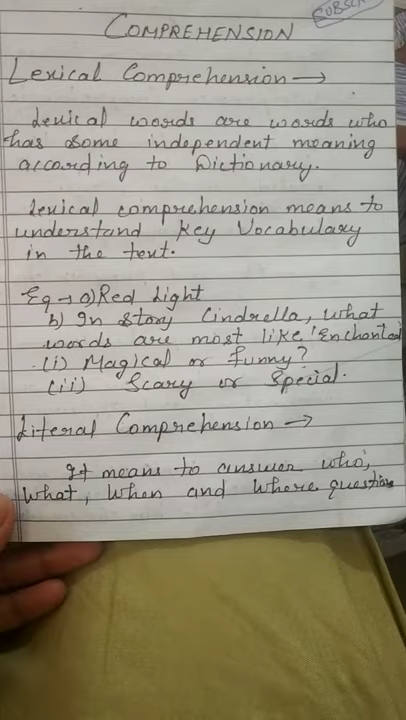 SUBSCR
COMPREHENSION
Lexical Comprehension →
Lexical words are words who
has some independent meaning
according to Dictionary.
Lexical comprehension means to
understand key Vocabulary
in the text.
Eg → a) Red Light
b) In story Cindrella, what
words are most like 'Enchanted
(i) Magical or funny?
(ii) Scary or Special.
Literal Comprehension →
It means to answer who,
What, When and Where questions